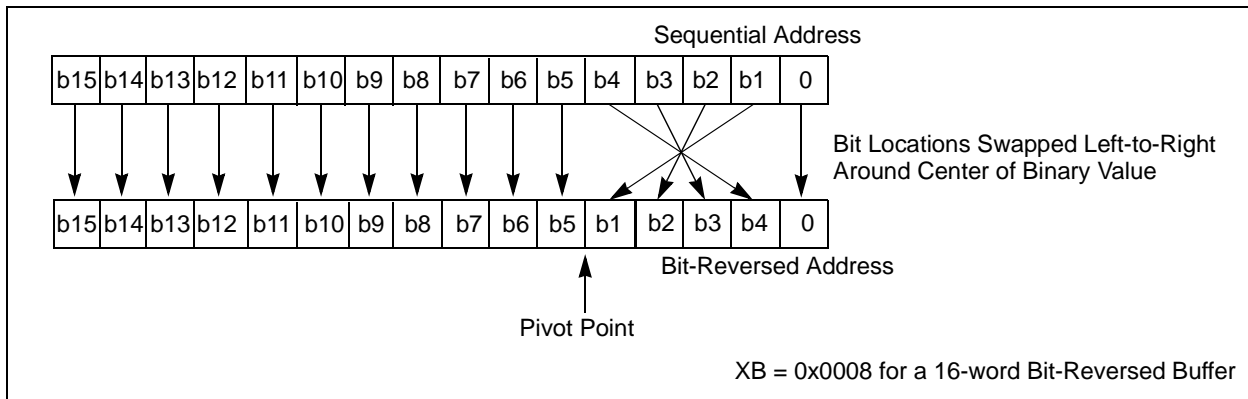 Sequential Address
b15 b14 b13 b12 b11 b10 b9 b8 b7 b6 b5 b4 b3 b2 b1 0
Bit Locations Swapped Left-to-Right
Around Center of Binary Value
b15 b14 b13 b12 b11 b10 b9 b8 b7 b6 b5 b1 b2 b3 b4 0
Bit-Reversed Address
Pivot Point
XB = 0x0008 for a 16-word Bit-Reversed Buffer